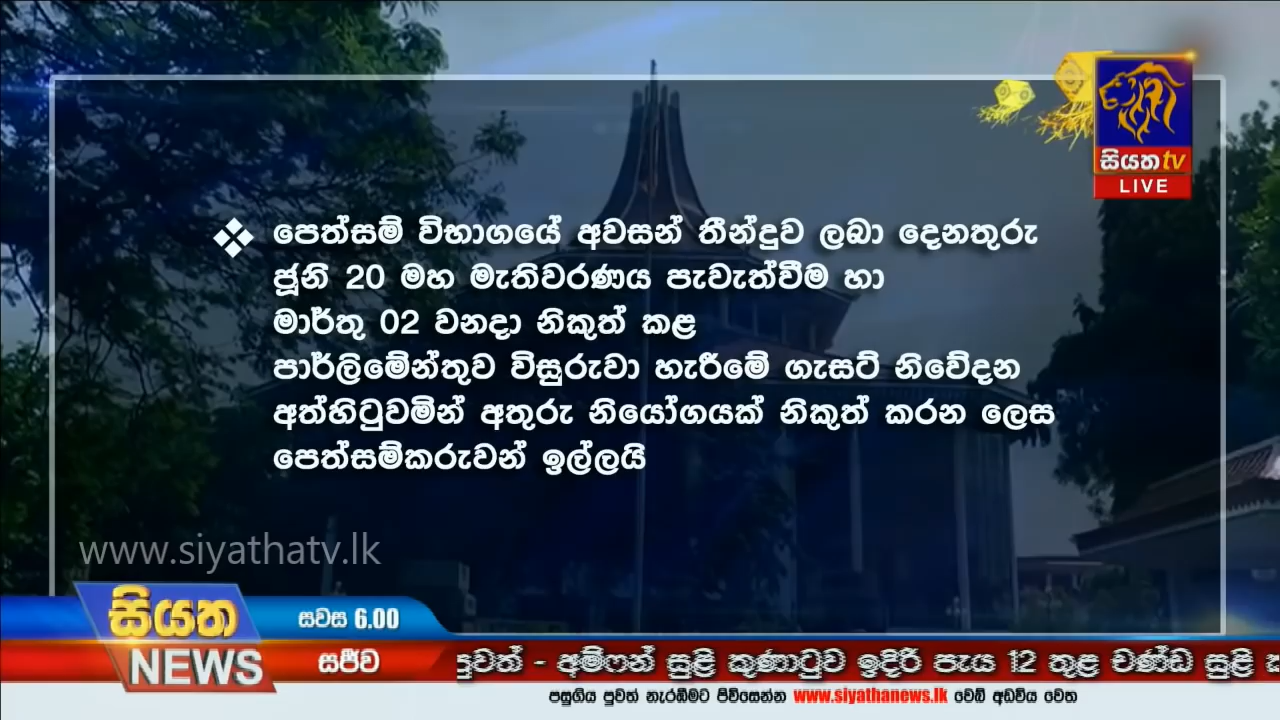 සියත tv
LIVE
❖ පෙත්සම් විභාගයේ අවසන් තීන්දුව ලබා දෙනතුරු
ජූනි 20 මහ මැතිවරණය පැවැත්වීම හා
මාර්තු 02 වනදා නිකුත් කළ
පාර්ලිමේන්තුව විසුරුවා හැරීමේ ගැසට් නිවේදන
අත්හිටුවමින් අතුරු නියෝගයක් නිකුත් කරන ලෙස
පෙත්සම්කරුවන් ඉල්ලයි
www.siyathatv.lk
සියත
NEWS
සවස 6.00
සජීව
පුවත් - අම්ෆන් සුළි කුණාටුව ඉදිරි පැය 12 තුළ චණ්ඩ සුළි
පසුගිය පුවත් නැරඹීමට පිවිසෙන්න www.siyathanews.lk වෙබ් අඩවිය වෙත